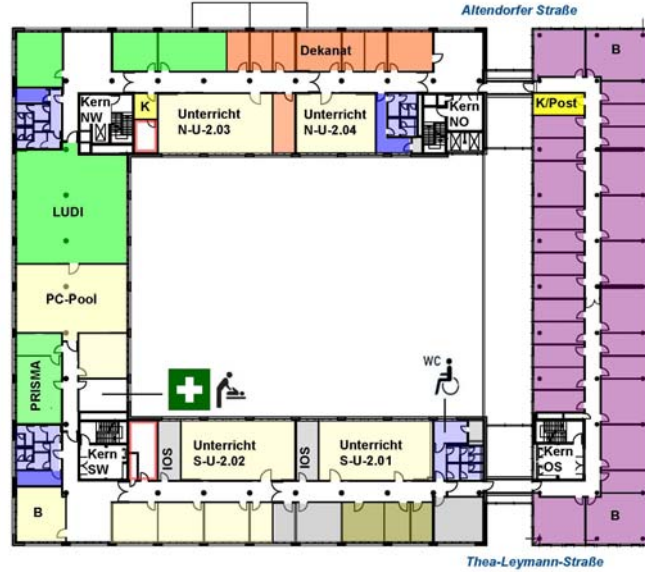 Altendorfer Straße
Dekanat
B
Kern
NW
K
Unterricht
N-U-2.03
Unterricht
N-U-2.04
Kern
NO
K/Post
LUDI
PC-Pool
PRISMA
WC
Kern
SW
IOS
Unterricht
S-U-2.02
IOS
Unterricht
S-U-2.01
Kern
OS
B
B
Thea-Leymann-Straße